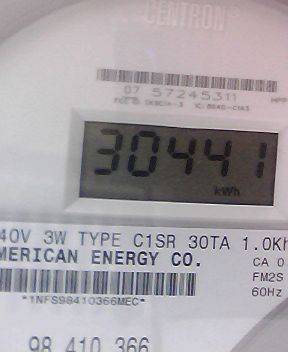 CENTRON®
07 57245311
30441
kWh
40V 3W TYPE C1SR 30TA 1.0Kh
MERICAN ENERGY CO.
CA 0
FM2S
60Hz
*1NFS98410366MEC*
98 410 366